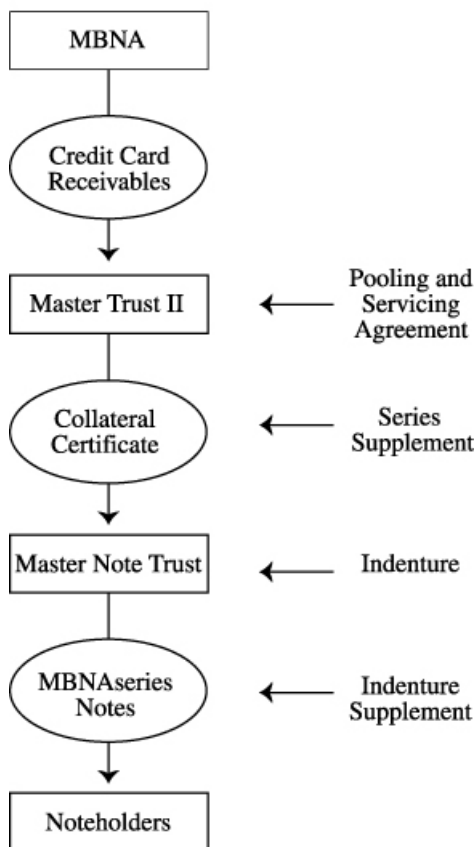 MBNA
Credit Card
Receivables
Master Trust II
Pooling and
Servicing
Agreement
Collateral
Certificate
Series
Supplement
Master Note Trust
Indenture
MBNAseries
Notes
Indenture
Supplement
Noteholders